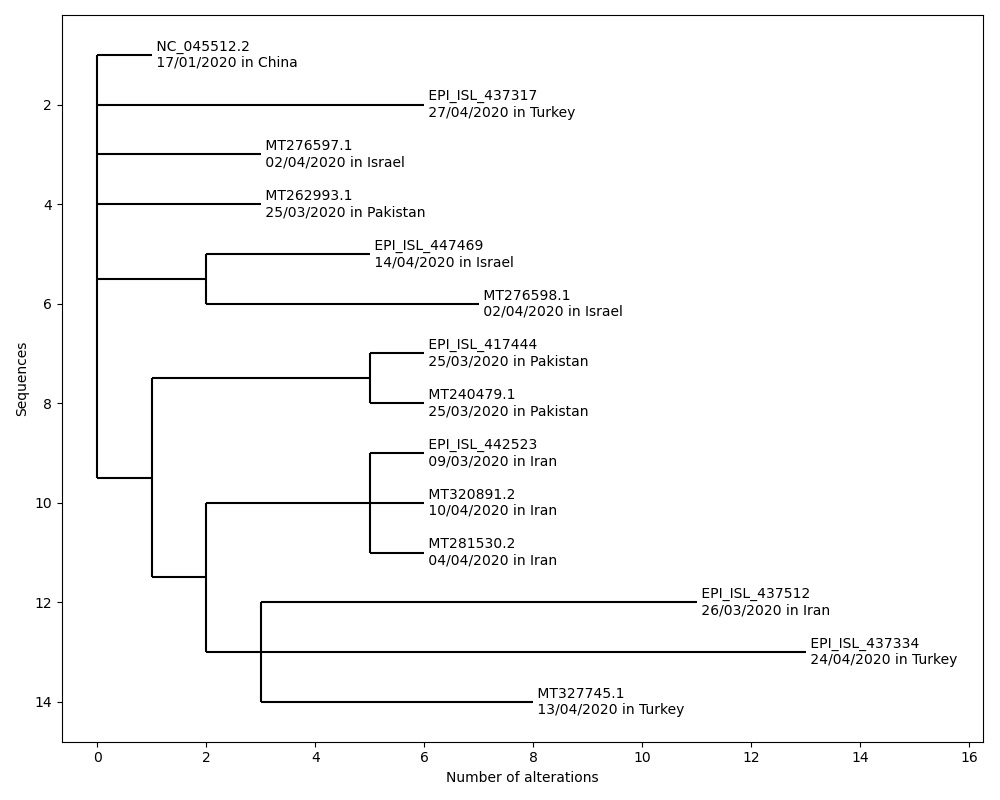 NC_045512.2
17/01/2020 in China
EPI_ISL_437317
27/04/2020 in Turkey
MT276597.1
02/04/2020 in Israel
MT262993.1
25/03/2020 in Pakistan
EPI_ISL_447469
14/04/2020 in Israel
MT276598.1
02/04/2020 in Israel
EPI_ISL_417444
25/03/2020 in Pakistan
MT240479.1
25/03/2020 in Pakistan
EPI_ISL_442523
09/03/2020 in Iran
MT320891.2
10/04/2020 in Iran
MT281530.2
04/04/2020 in Iran
EPI_ISL_437512
26/03/2020 in Iran
EPI_ISL_437334
24/04/2020 in Turkey
MT327745.1
13/04/2020 in Turkey
2
4
6
8
10
12
14
Sequences
0 2 4 6 8 10 12 14 16
Number of alterations